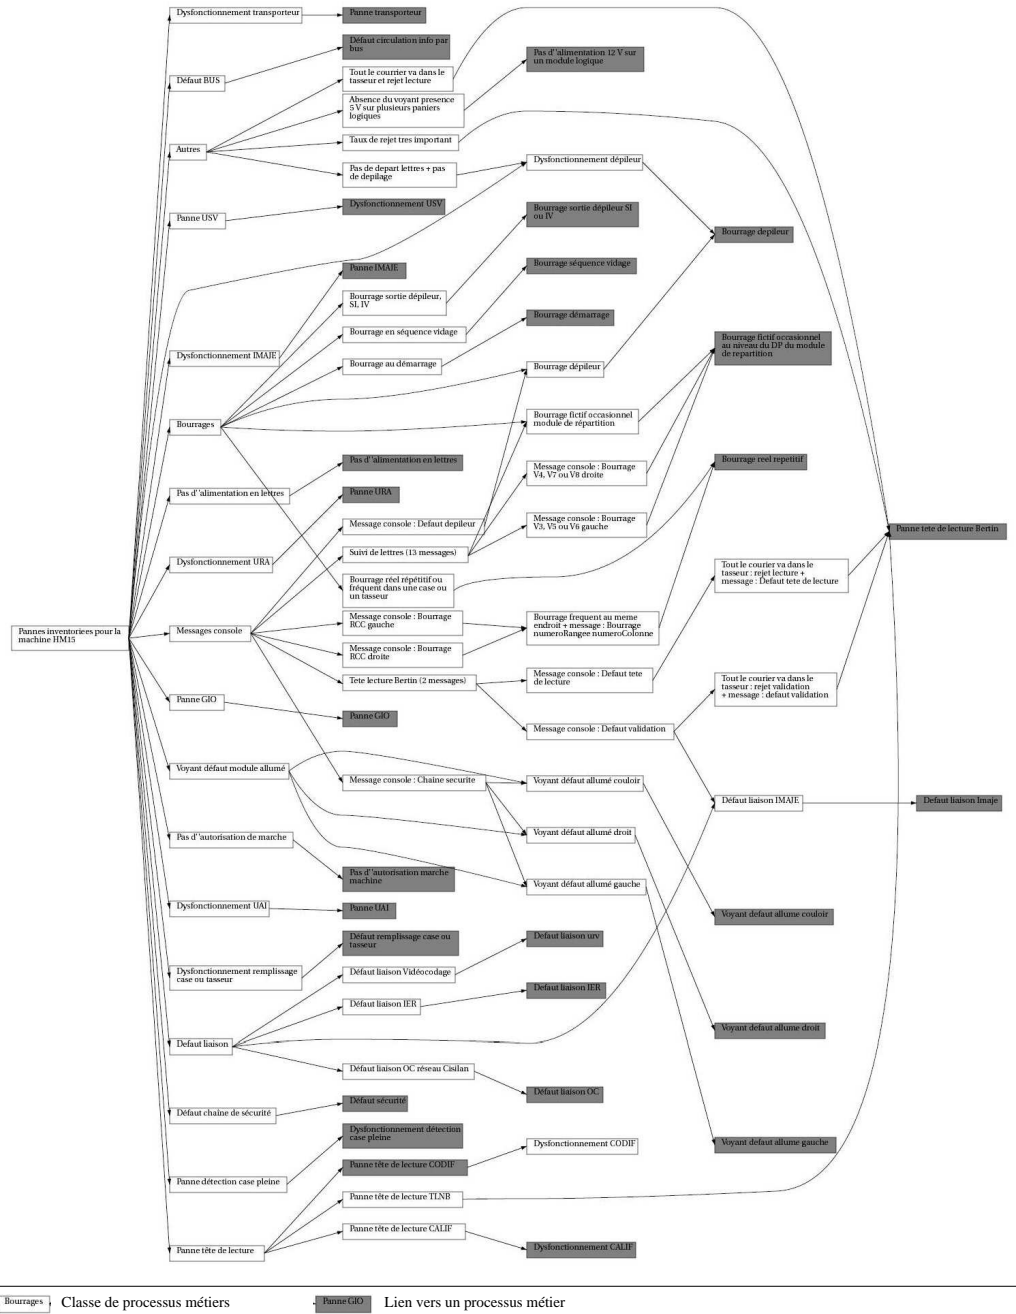 Dysfonctionnement transporteur
Panne transporteur
Défaut circulation info par
bus
Défaut BUS
Tout le courrier va dans le
tasseur et rejet lecture
Pas d''alimentation 12 V sur
un module logique
Absence du voyant presence
5 V sur plusieurs paniers
logiques
Autres
Taux de rejet tres important
Pas de depart lettres + pas
de depilage
Dysfonctionnement dépileur
Panne USV
Dysfonctionnement USV
Bourrage sortie dépileur SI
ou IV
Bourrage depileur
Panne IMAJE
Bourrage séquence vidage
Bourrage sortie dépileur,
SI, IV
Bourrage en séquence vidage
Bourrage démarrage
Bourrage fictif occasionnel
au niveau du DP du module
de repartition
Dysfonctionnement IMAJE
Bourrage au démarrage
Bourrage dépileur
Bourrages
Bourrage fictif occasionnel
module de répartition
Pas d''alimentation en lettres
Bourrage reel repetitif
Pas d''alimentation en lettres
Panne URA
Message console : Bourrage
V4, V7 ou V8 droite
Message console : Defaut depileur
Message console : Bourrage
V3, V5 ou V6 gauche
Panne tete de lecture Bertin
Dysfonctionnement URA
Suivi de lettres (13 messages)
Bourrage réel répétitif ou
fréquent dans une case ou
un tasseur
Tout le courrier va dans le
tasseur : rejet lecture +
message : Defaut tete de lecture
Pannes inventoriees pour la
machine HM15
Messages console
Message console : Bourrage
RCC gauche
Bourrage frequent au meme
endroit + message : Bourrage
numeroRangee numeroColonne
Message console : Bourrage
RCC droite
Tete lecture Bertin (2 messages)
Message console : Defaut tete
de lecture
Tout le courrier va dans le
tasseur : rejet validation
+ message : defaut validation
Panne GIO
Panne GIO
Message console : Defaut validation
Voyant défaut module allumé
Message console : Chaîne securite
Voyant défaut allumé couloir
Défaut liaison IMAJE
Defaut liaison Imaje
Pas d''autorisation de marche
Voyant défaut allumé droit
Pas d''autorisation marche
machine
Voyant défaut allumé gauche
Dysfonctionnement UAI
Panne UAI
Voyant defaut allume couloir
Défaut remplissage case ou
tasseur
Defaut liaison urv
Dysfonctionnement remplissage
case ou tasseur
Défaut liaison Vidéocodage
Defaut liaison IER
Défaut liaison IER
Voyant defaut allume droit
Defaut liaison
Défaut liaison OC réseau Cisilan
Défaut liaison OC
Défaut chaîne de sécurité
Défaut sécurité
Dysfonctionnement détection
case pleine
Dysfonctionnement CODIF
Voyant defaut allume gauche
Panne tête de lecture CODIF
Panne détection case pleine
Panne tête de lecture TLNB
Panne tête de lecture CALIF
Panne tête de lecture
Dysfonctionnement CALIF
Bourrages
Classe de processus métiers
Panne GIO
Lien vers un processus métier